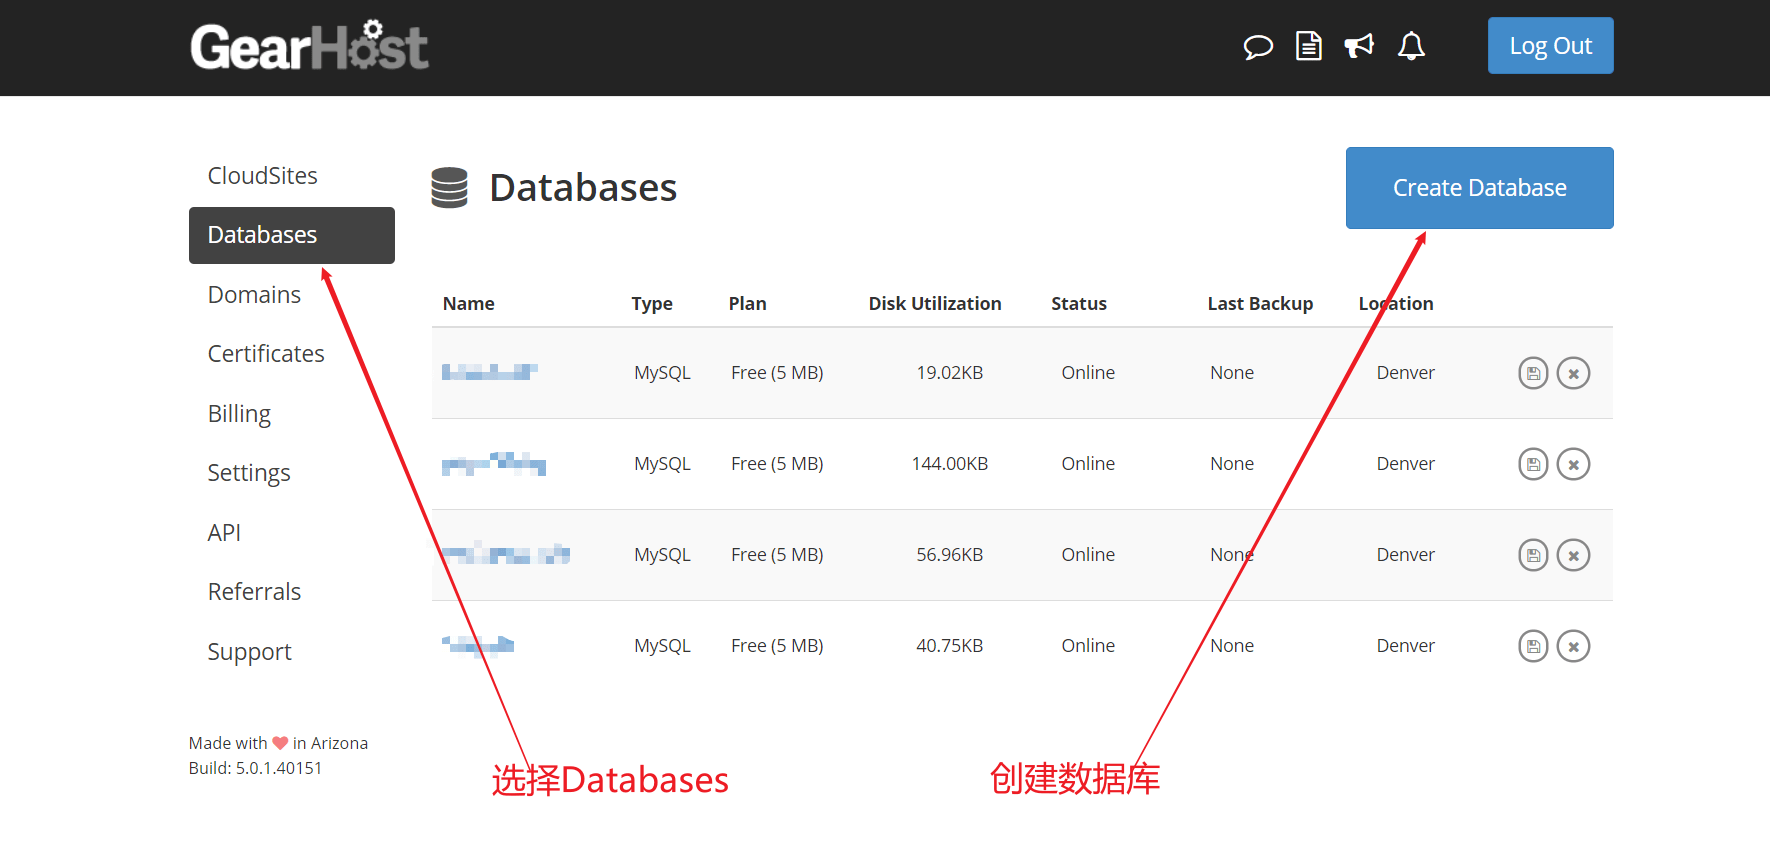 GearHost
Log Out
CloudSites
Databases
Domains
Certificates
Billing
Settings
API
Referrals
Support
Made with in Arizona
Build: 5.0.1.40151
Databases
Create Database
Name Type Plan Disk Utilization Status Last Backup Location
MySQL Free (5 MB) 19.02KB Online None Denver
MySQL Free (5 MB) 144.00KB Online None Denver
MySQL Free (5 MB) 56.96KB Online None Denver
MySQL Free (5 MB) 40.75KB Online None Denver
选择Databases
创建数据库